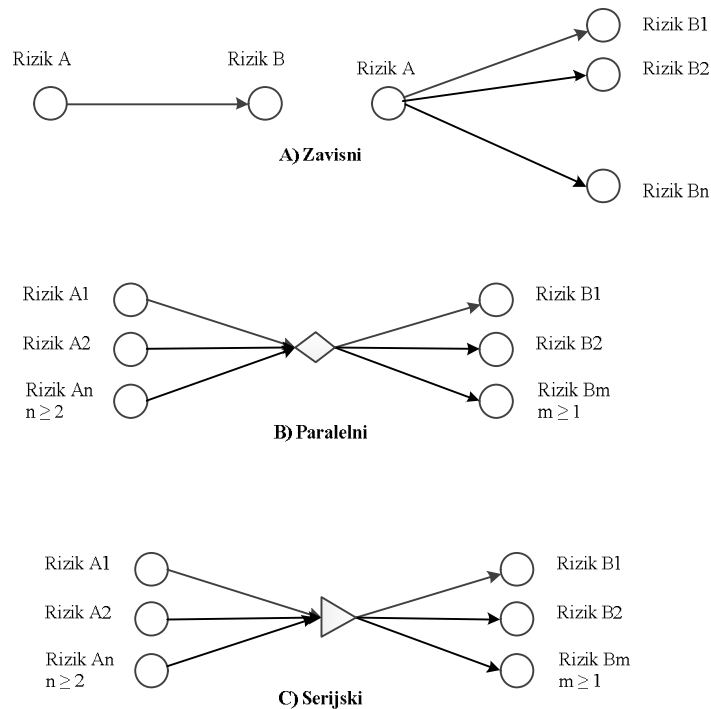 Rizik A
Rizik B
Rizik A
Rizik B1
Rizik B2
Rizik Bn
A) Zavisni
Rizik A1
Rizik A2
Rizik An
n ≥ 2
Rizik B1
Rizik B2
Rizik Bm
m ≥ 1
B) Paralelni
Rizik A1
Rizik A2
Rizik An
n ≥ 2
Rizik B1
Rizik B2
Rizik Bm
m ≥ 1
C) Serijski